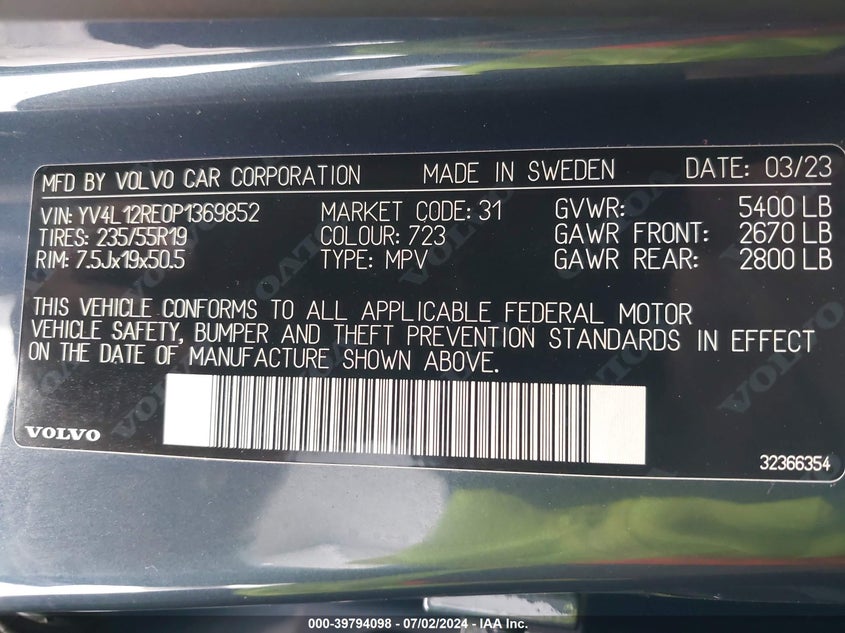 MFD BY VOLVO CAR CORPORATION MADE IN SWEDEN DATE: 03/23
VIN: YV4L12RE0P1369852 MARKET CODE: 31 GVWR: 5400 LB
TIRES: 235/55R19 COLOUR: 723 GAWR FRONT: 2670 LB
RIM: 7.5Jx19x50.5 TYPE: MPV GAWR REAR: 2800 LB
THIS VEHICLE CONFORMS TO ALL APPLICABLE FEDERAL MOTOR
VEHICLE SAFETY, BUMPER AND THEFT PREVENTION STANDARDS IN EFFECT
ON THE DATE OF MANUFACTURE SHOWN ABOVE.
VOLVO
32366354
000-39794098 - 07/02/2024 - IAA Inc.